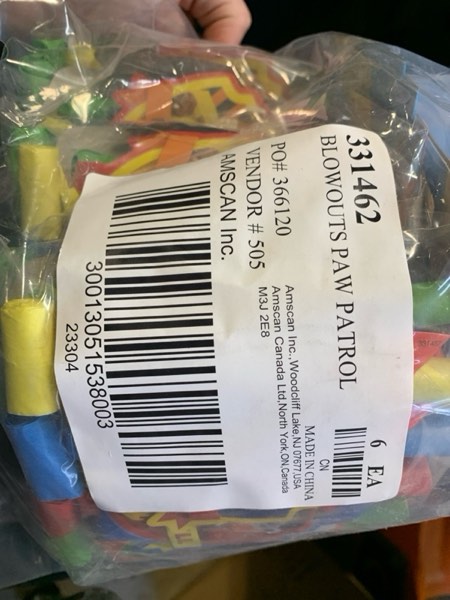 331462
BLOWOUTS PAW PATROL
6 EA
PO# 366120
CN
MADE IN CHINA
VENDOR # 505
Amscan Inc., Woodcliff Lake,NJ 07677,USA
Amscan Canada Ltd,North York,ON,Canada
M3J 2E8
AMSCAN Inc.
30013051538003
23304